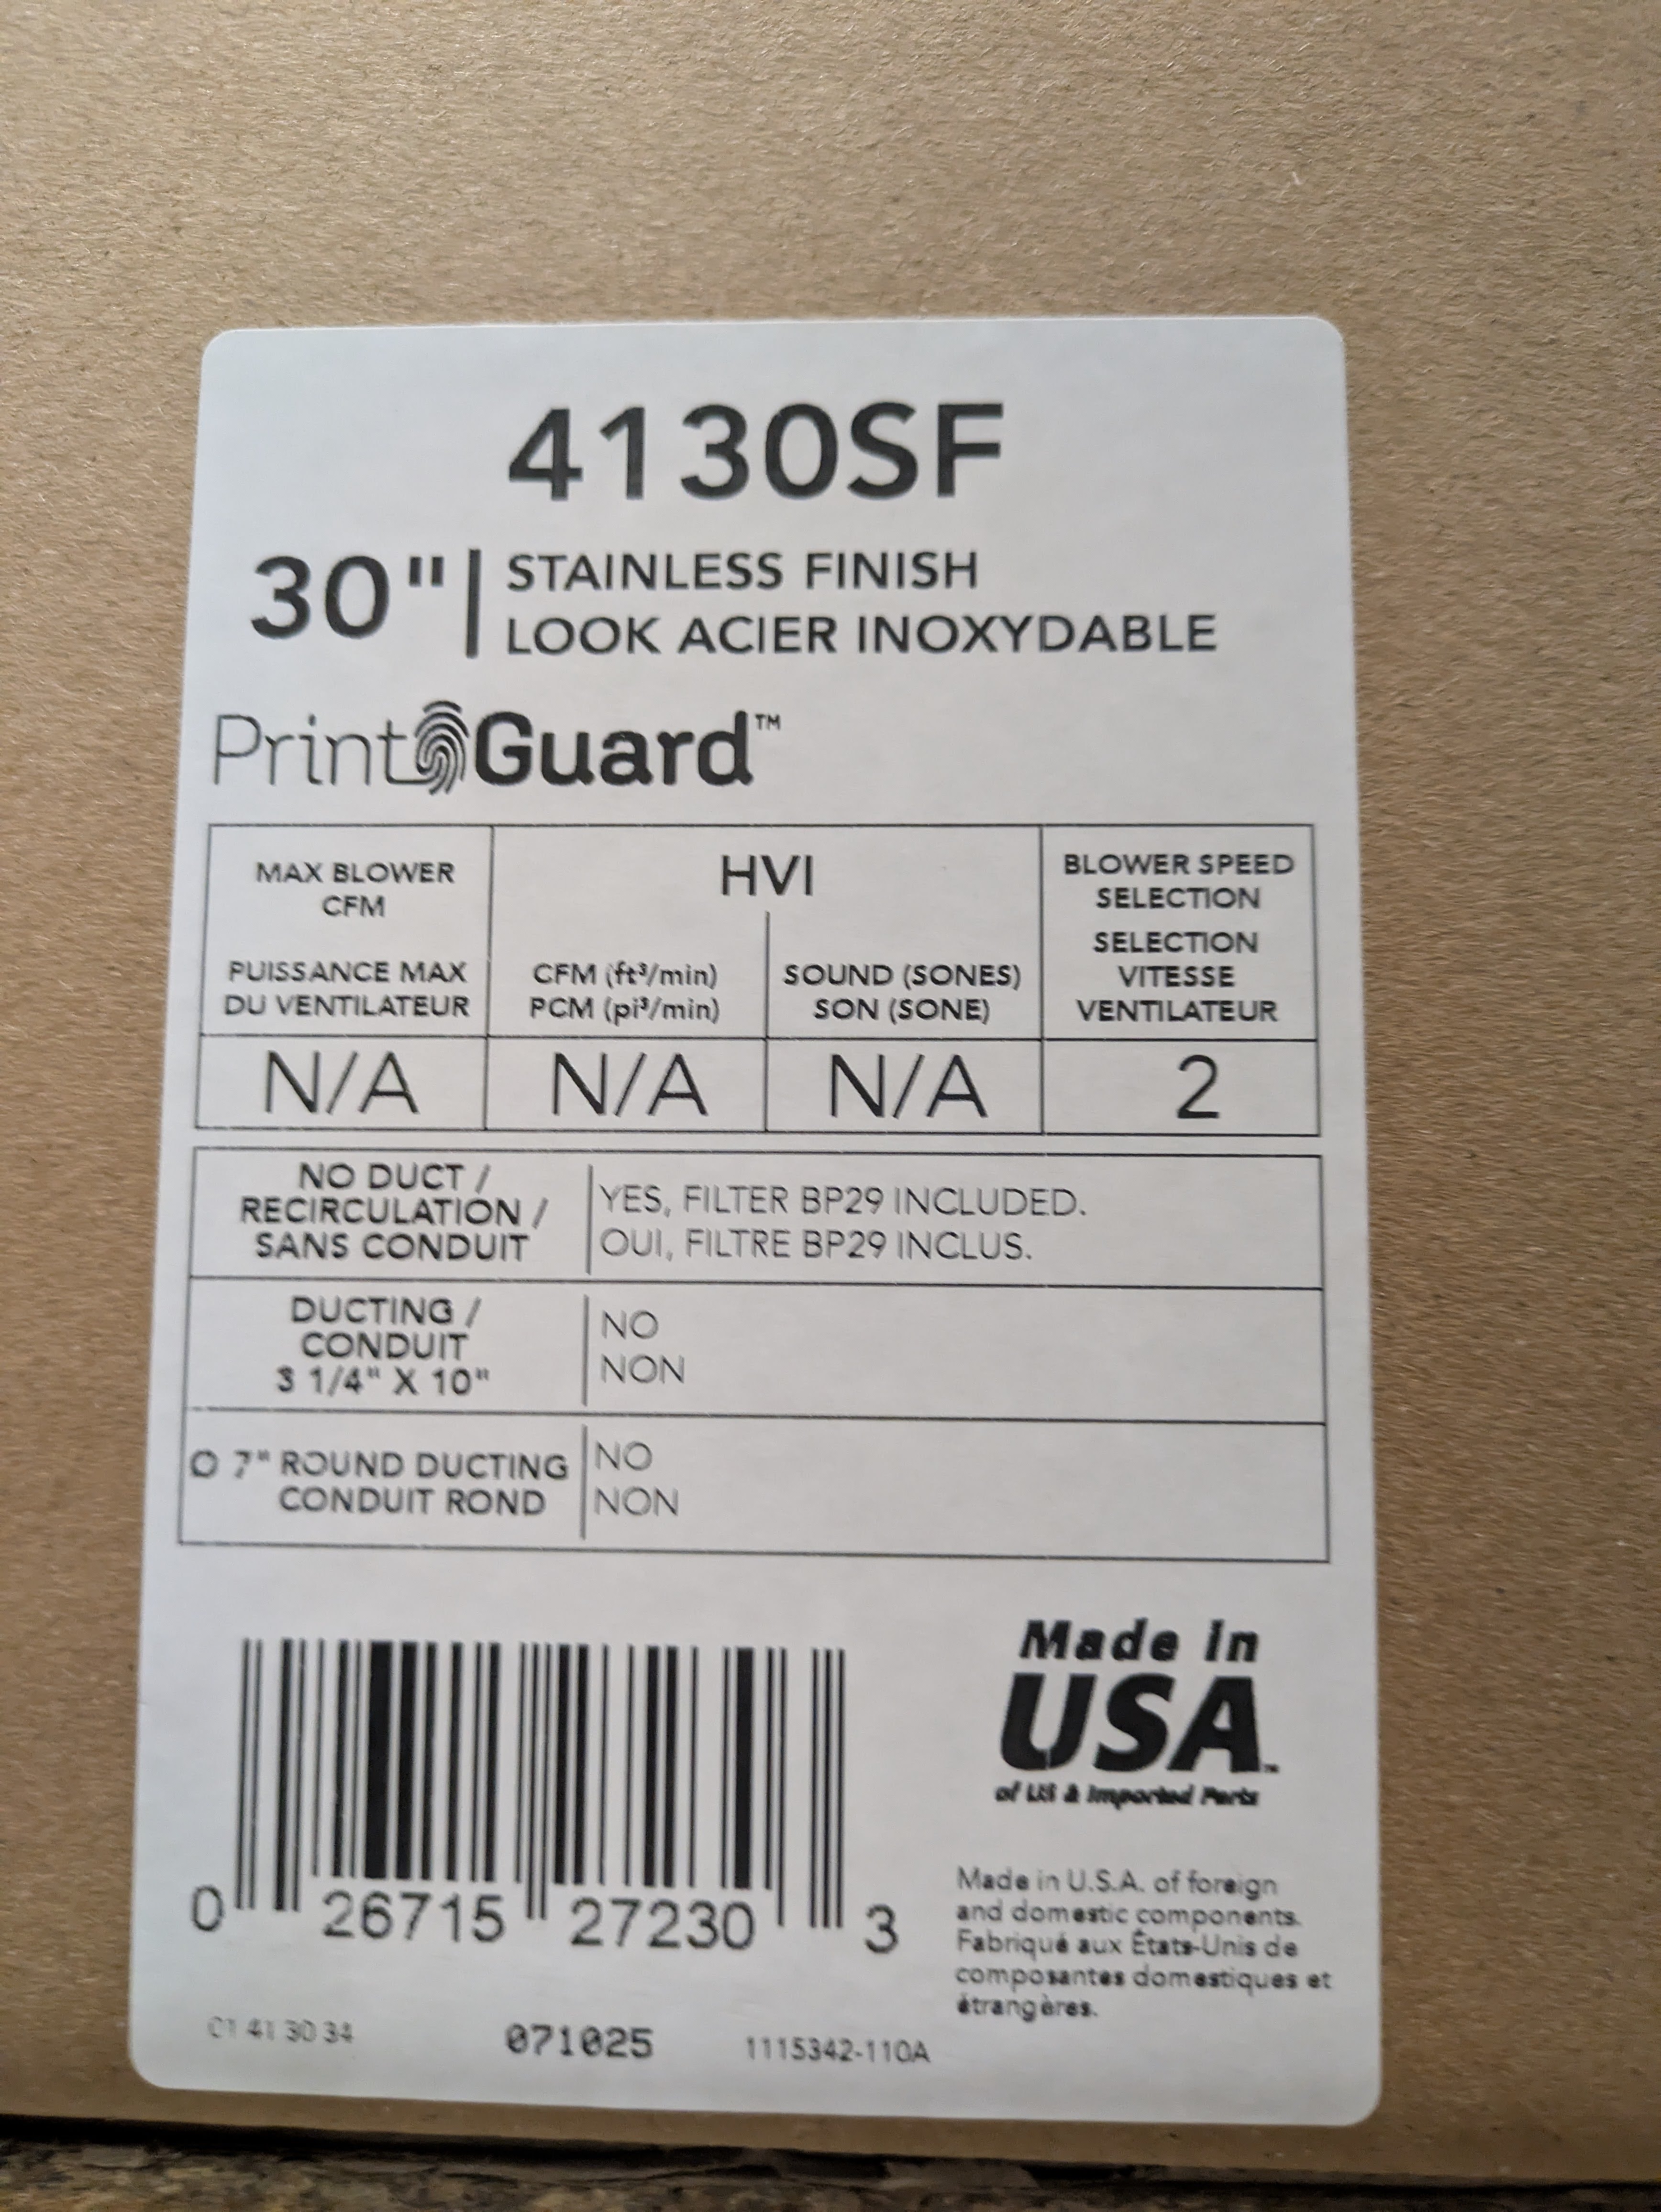 4130SF
30"
STAINLESS FINISH
LOOK ACIER INOXYDABLE
PrintGuard™
MAX BLOWER
CFM
PUISSANCE MAX
DU VENTILATEUR
HVI
CFM (ft³/min)
PCM (pi³/min)
SOUND (SONES)
SON (SONE)
BLOWER SPEED
SELECTION
SELECTION
VITESSE
VENTILATEUR
N/A
N/A
N/A
2
NO DUCT /
RECIRCULATION /
SANS CONDUIT
YES, FILTER BP29 INCLUDED.
OUI, FILTRE BP29 INCLUS.
DUCTING /
CONDUIT
3 1/4" X 10"
NO
NON
Ø 7" ROUND DUCTING
CONDUIT ROND
NO
NON
0 26715 27230 3
Made in
USA™
of US & Imported Parts
Made in U.S.A. of foreign
and domestic components.
Fabriqué aux États-Unis de
composantes domestiques et
étrangères.
01 41 30 34
071025
1115342-110A